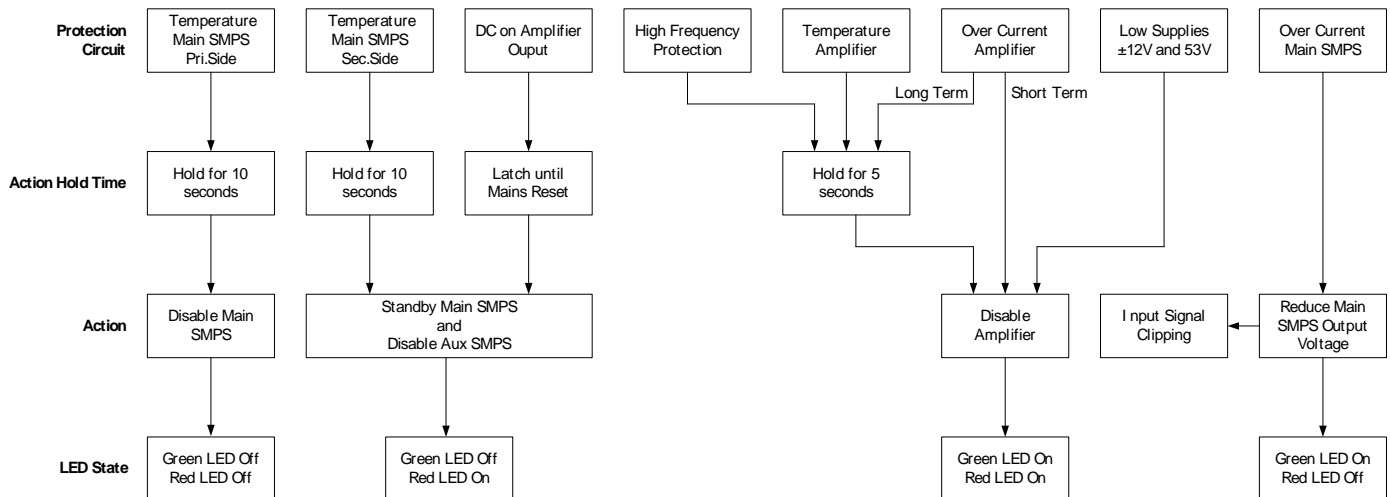 Protection
Circuit
Temperature
Main SMPS
Pri.Side
Temperature
Main SMPS
Sec.Side
DC on Amplifier
Ouput
High Frequency
Protection
Temperature
Amplifier
Over Current
Amplifier
Low Supplies
±12V and 53V
Over Current
Main SMPS
Long Term
Short Term
Action Hold Time
Hold for 10
seconds
Hold for 10
seconds
Latch until
Mains Reset
Hold for 5
seconds
Action
Disable Main
SMPS
Standby Main SMPS
and
Disable Aux SMPS
Disable
Amplifier
Input Signal
Clipping
Reduce Main
SMPS Output
Voltage
LED State
Green LED Off
Red LED Off
Green LED Off
Red LED On
Green LED On
Red LED On
Green LED On
Red LED Off